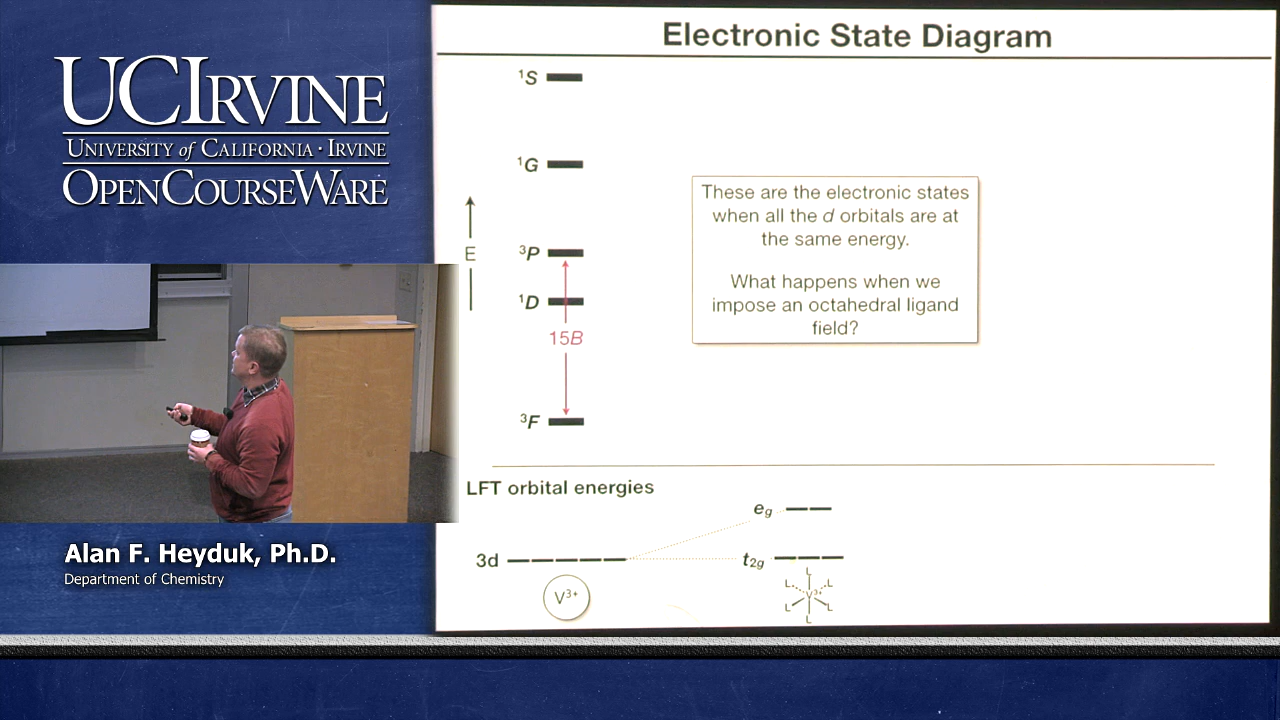 UCIRVINE
UNIVERSITY of CALIFORNIA · IRVINE
OPENCOURSEWARE
Alan F. Heyduk, Ph.D.
Department of Chemistry
Electronic State Diagram
¹S
¹G
E
³P
¹D
15B
³F
These are the electronic states
when all the d orbitals are at
the same energy.
What happens when we
impose an octahedral ligand
field?
LFT orbital energies
3d
V³⁺
e_g
t₂g
L
L L
V³⁺
L L
L